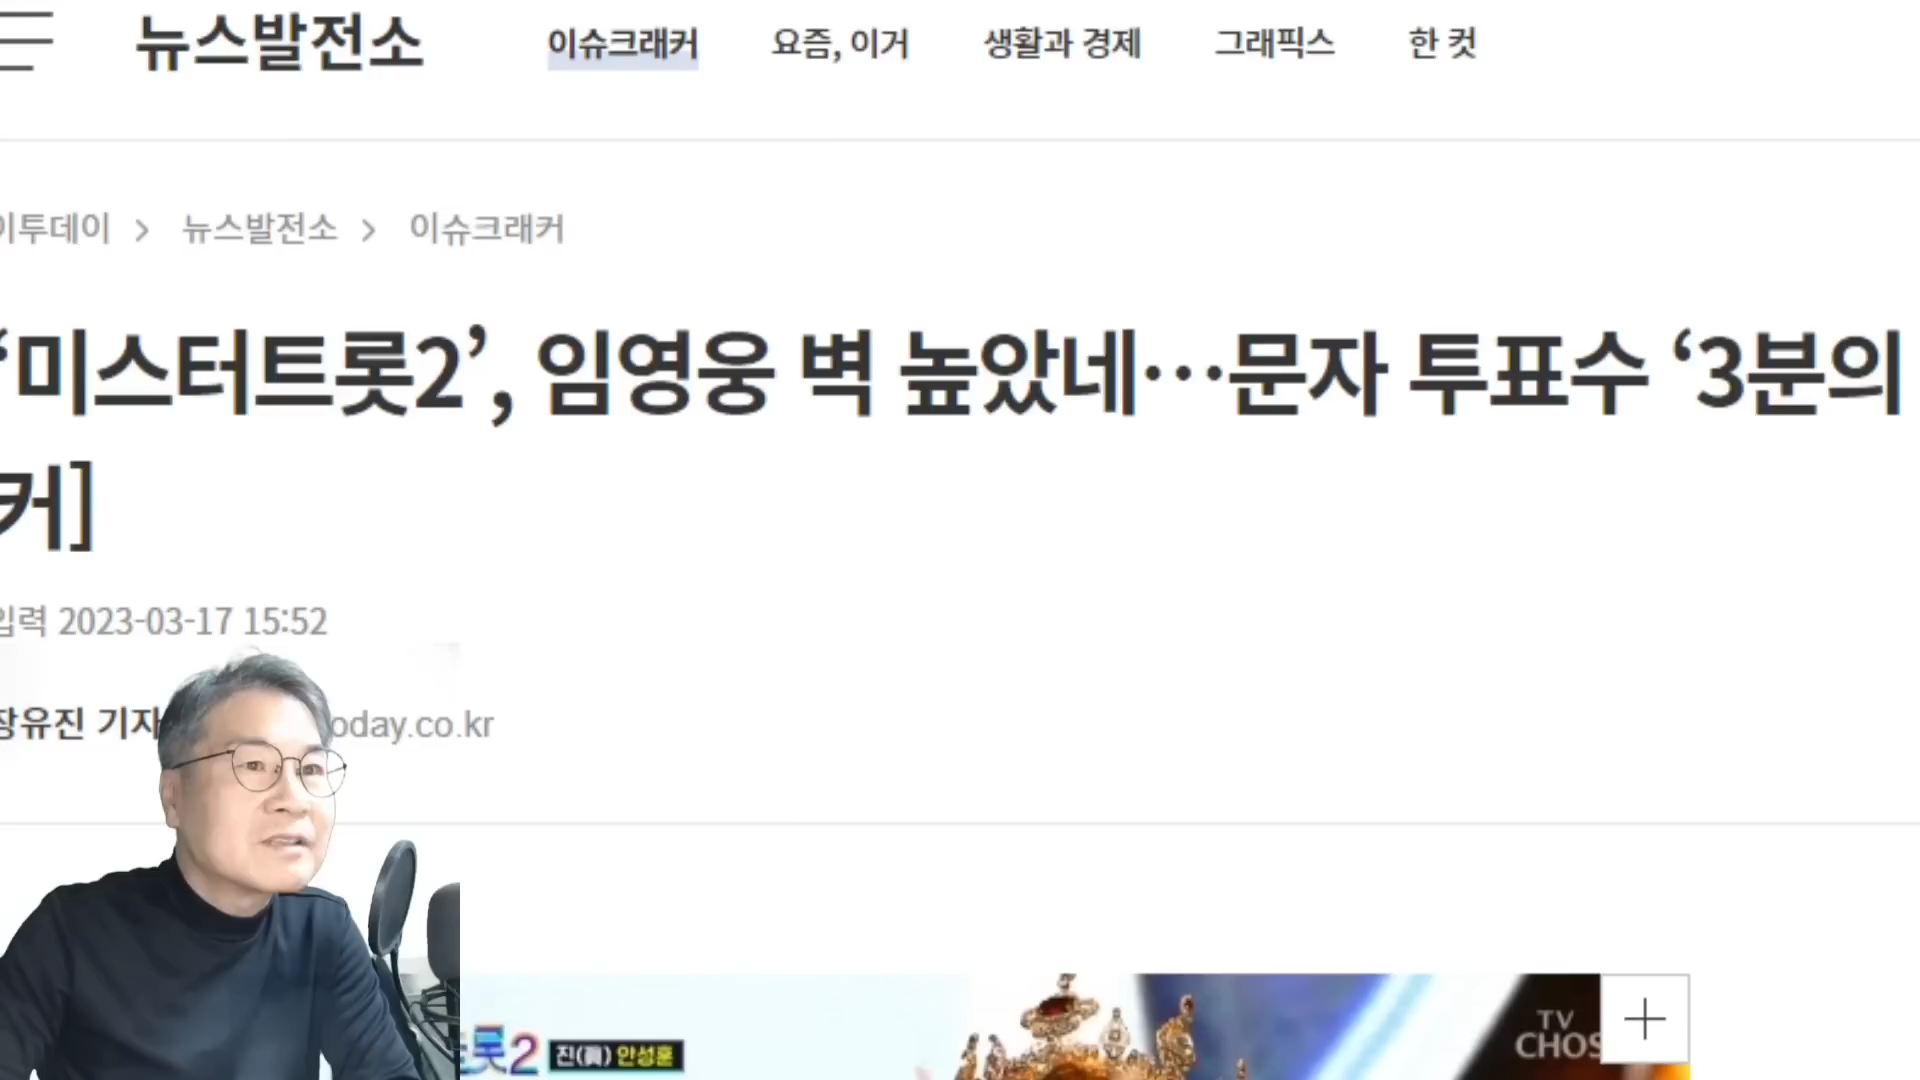 뉴스발전소 이슈크래커 요즘, 이거 생활과 경제 그래픽스 한 컷
이투데이 > 뉴스발전소 > 이슈크래커
‘미스터트롯2’, 임영웅 벽 높았네…문자 투표수 ‘3분의
커]
입력 2023-03-17 15:52
장유진 기자 oday.co.kr
트롯2 진(眞) 안성훈
TV
CHOS